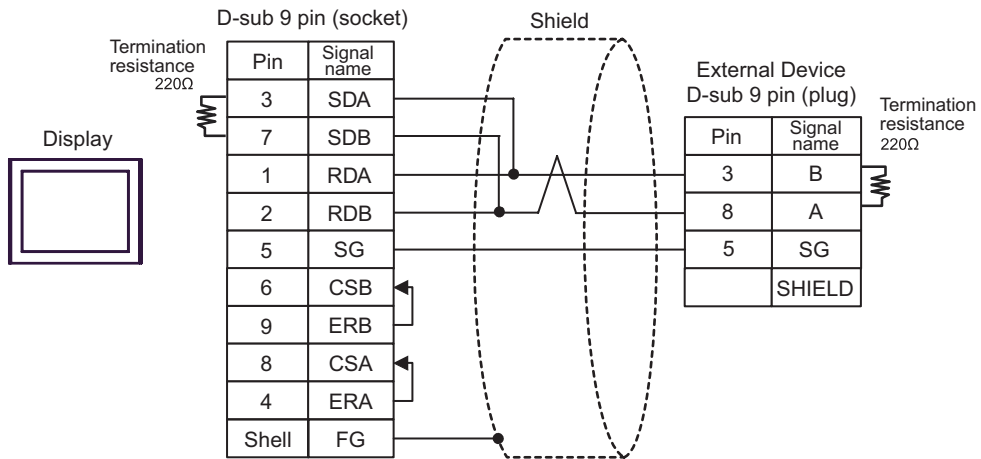 D-sub 9 pin (socket)
Shield
Termination
resistance
220Ω
Pin
Signal
name
3
SDA
7
SDB
1
RDA
2
RDB
5
SG
6
CSB
9
ERB
8
CSA
4
ERA
Shell
FG
Display
External Device
D-sub 9 pin (plug)
Pin
Signal
name
3
B
8
A
5
SG
SHIELD
Termination
resistance
220Ω